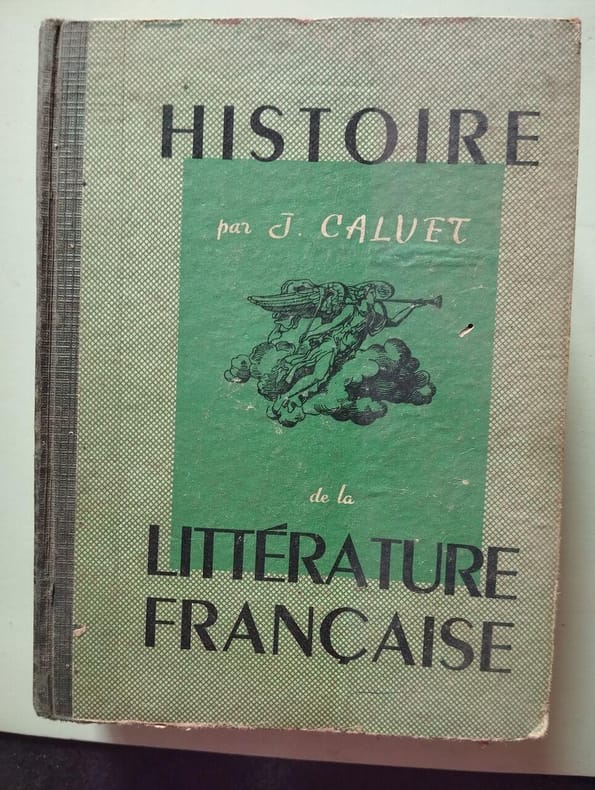 HISTOIRE
par J. CALVET
de la
LITTÉRATURE
FRANÇAISE